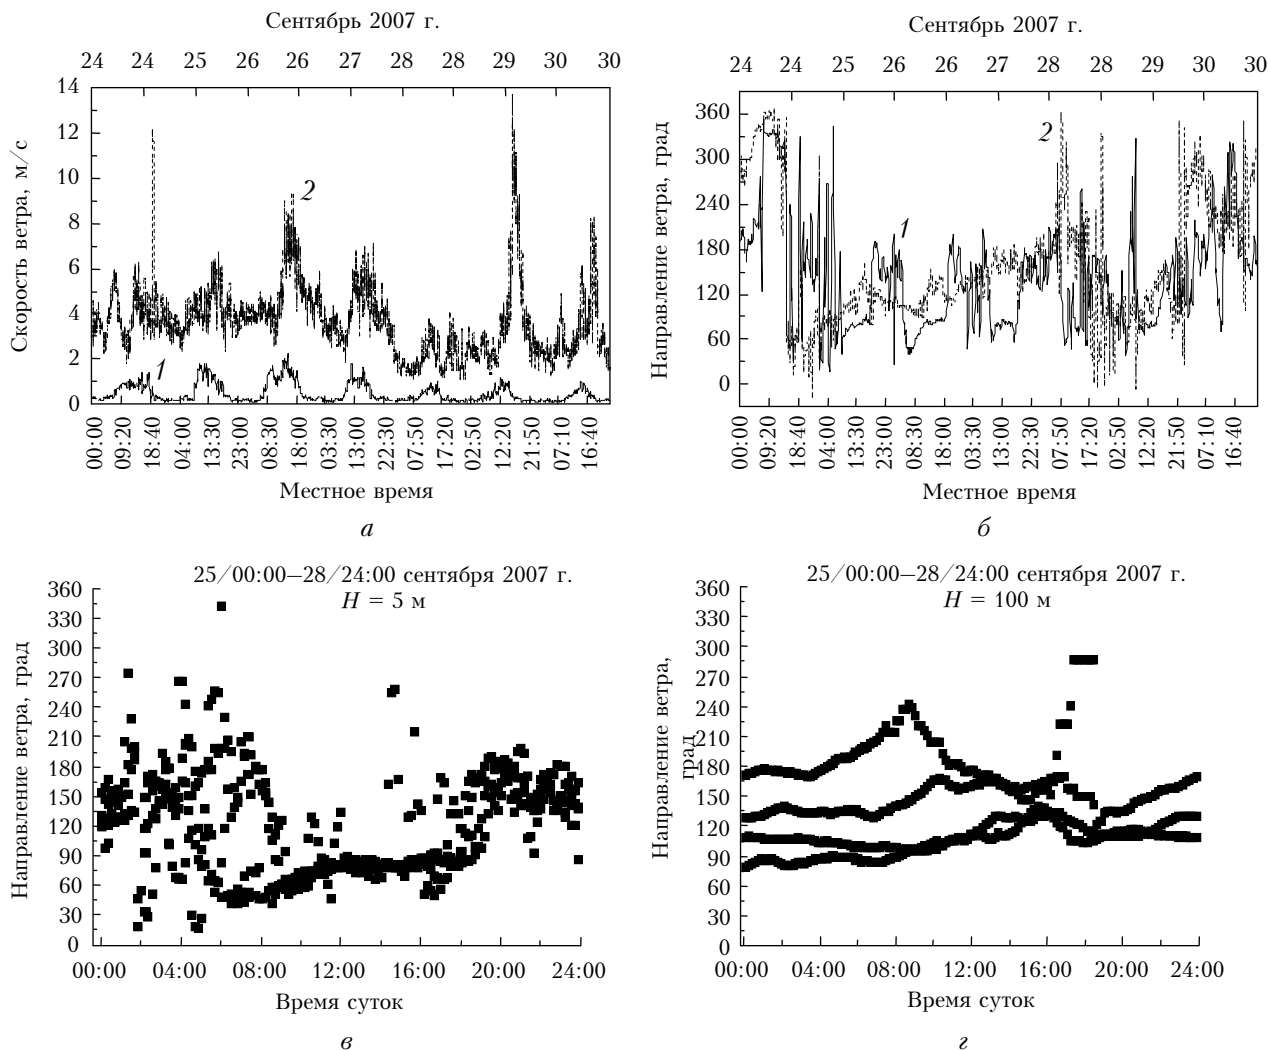 Сентябрь 2007 г.
24 24 25 26 26 27 28 28 29 30 30
Скорость ветра, м/с
14
12
10
8
6
4
2
0
2
1
00:00 09:20 18:40 04:00 13:30 23:00 08:30 18:00 03:30 13:00 22:30 07:50 17:20 02:50 12:20 21:50 07:10 16:40
Местное время
а
Сентябрь 2007 г.
24 24 25 26 26 27 28 28 29 30 30
Направление ветра, град
360
300
240
180
120
60
0
2
1
00:00 09:20 18:40 04:00 13:30 23:00 08:30 18:00 03:30 13:00 22:30 07:50 17:20 02:50 12:20 21:50 07:10 16:40
Местное время
б
25/00:00–28/24:00 сентября 2007 г.
H = 5 м
Направление ветра, град
360
330
300
270
240
210
180
150
120
90
60
30
0
00:00 04:00 08:00 12:00 16:00 20:00 24:00
Время суток
в
25/00:00–28/24:00 сентября 2007 г.
H = 100 м
Направление ветра,
град
360
330
300
270
240
210
180
150
120
90
60
30
0
00:00 04:00 08:00 12:00 16:00 20:00 24:00
Время суток
г